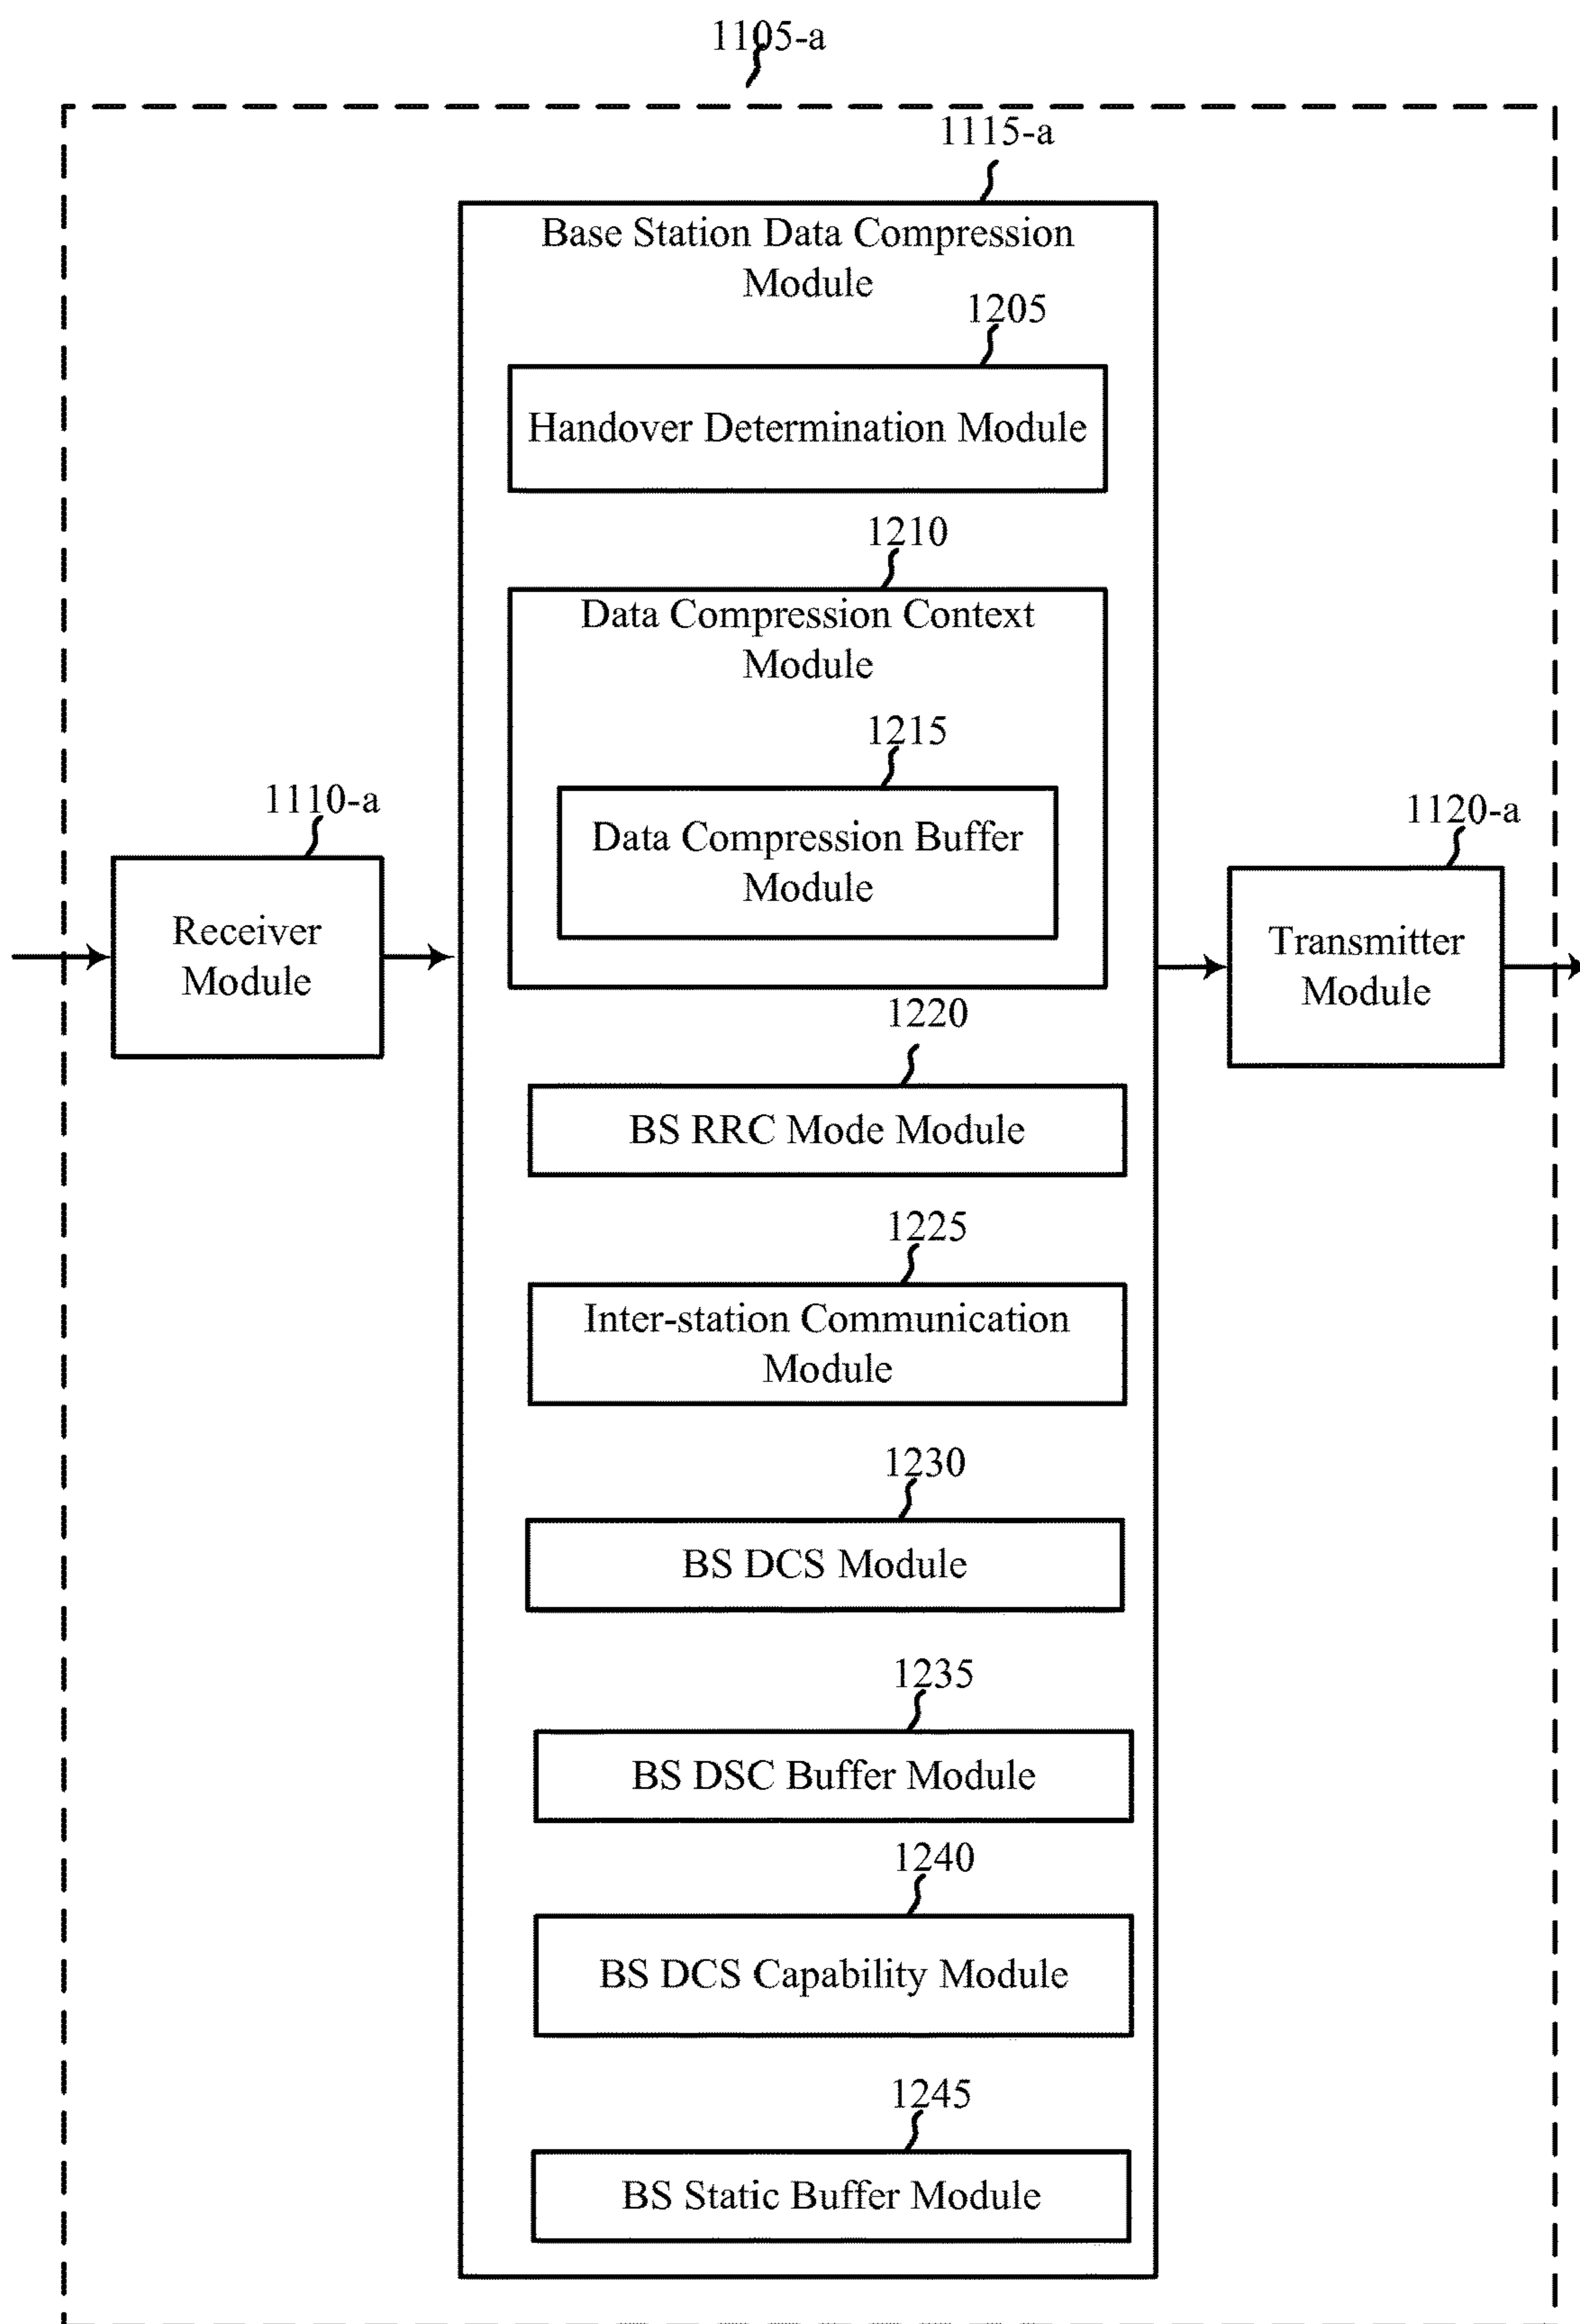 1105-a
1115-a
Base Station Data Compression
Module
1205
Handover Determination Module
1210
Data Compression Context
Module
1215
Data Compression Buffer
Module
1110-a
Receiver
Module
1120-a
Transmitter
Module
1220
BS RRC Mode Module
1225
Inter-station Communication
Module
1230
BS DCS Module
1235
BS DSC Buffer Module
1240
BS DCS Capability Module
1245
BS Static Buffer Module